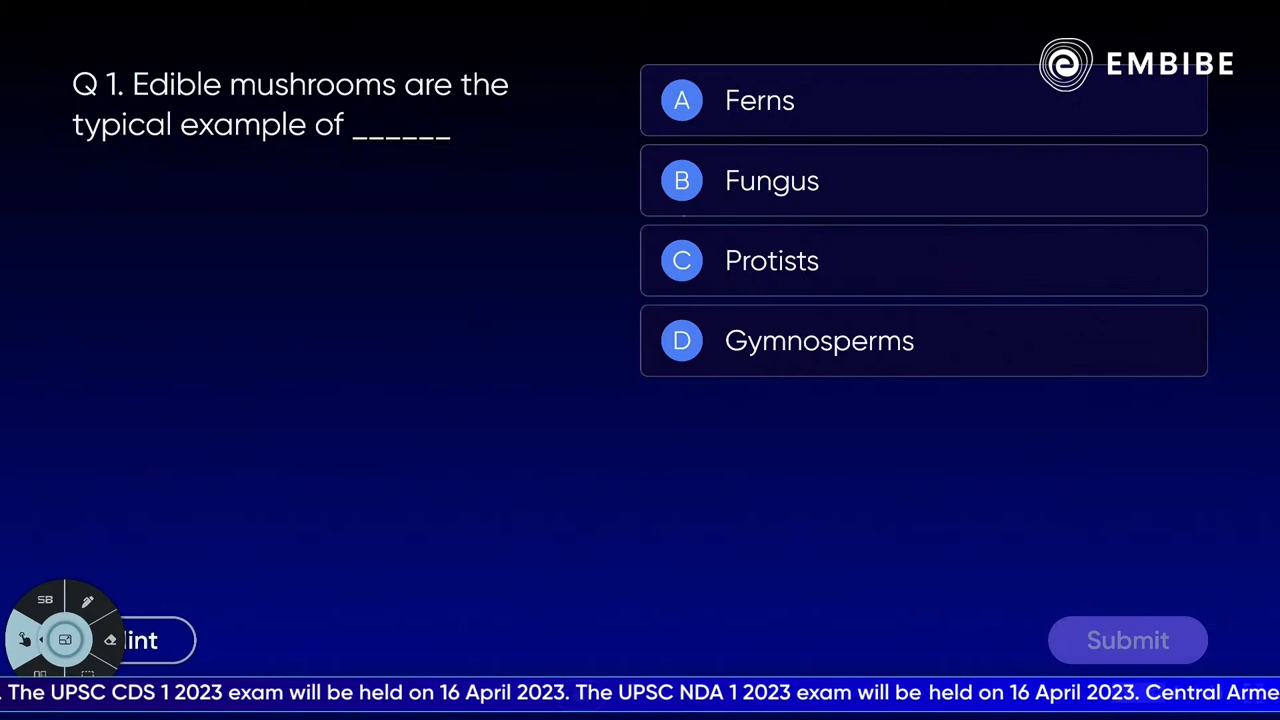 EMBIBE
Q 1. Edible mushrooms are the
typical example of ______
A Ferns
B Fungus
C Protists
D Gymnosperms
SB
Submit
. The UPSC CDS 1 2023 exam will be held on 16 April 2023. The UPSC NDA 1 2023 exam will be held on 16 April 2023. Central Arme